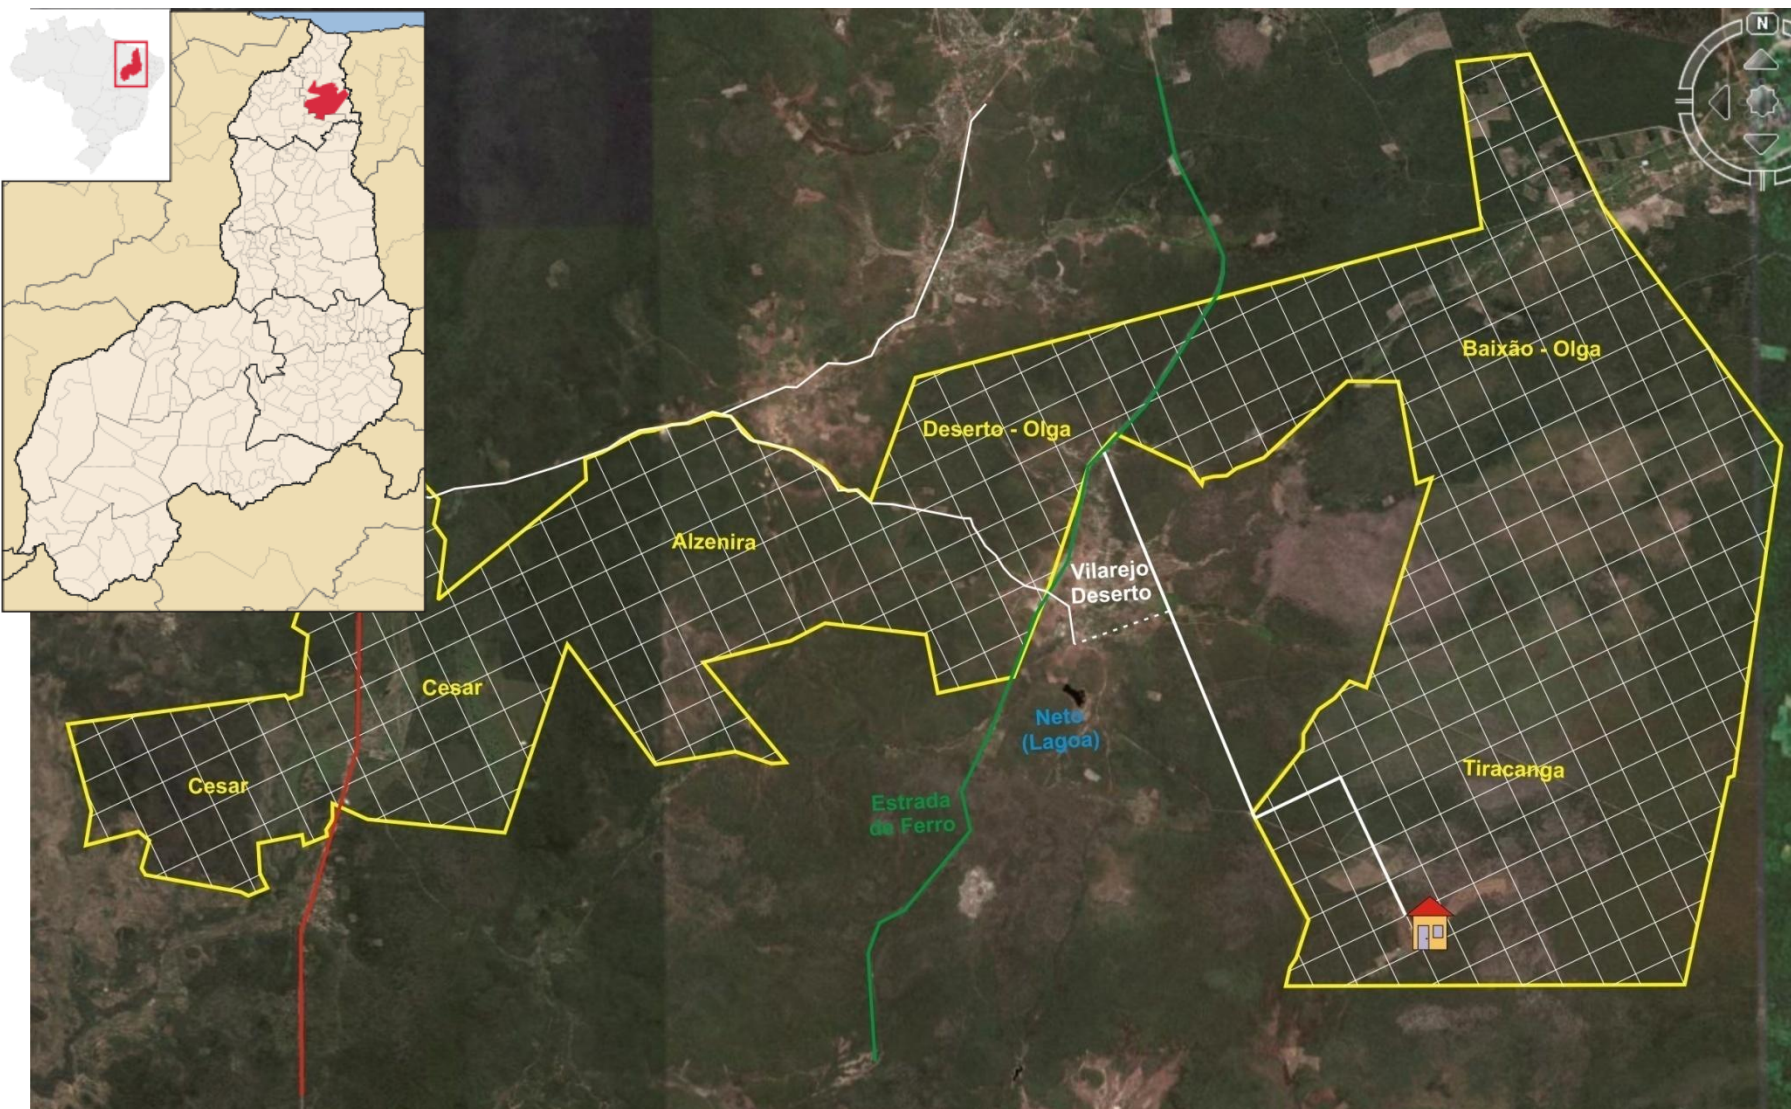 N
Baixão - Olga
Deserto - Olga
Alzenira
Vilarejo
Deserto
Cesar
Neto
(Lagoa)
Tiracanga
Cesar
Estrada
de Ferro